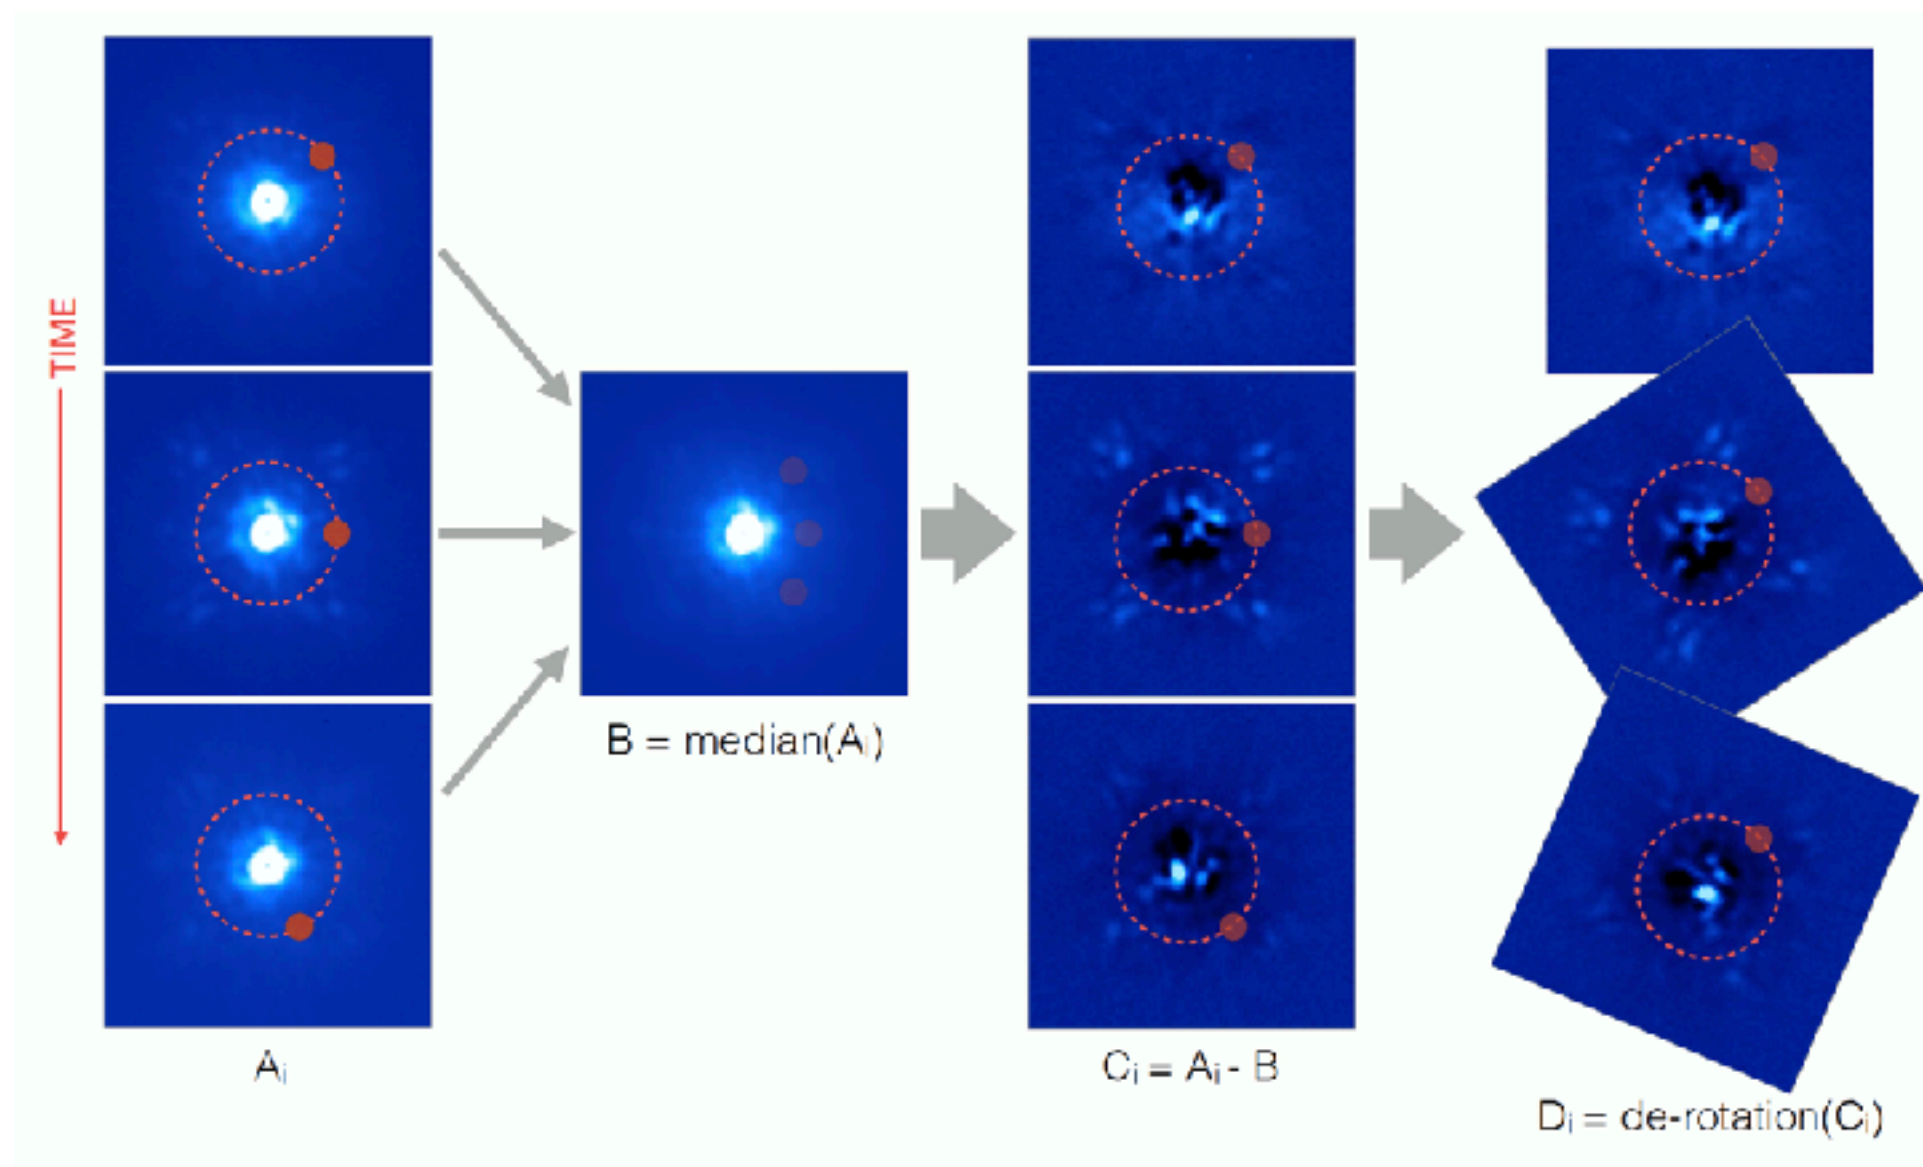 TIME
B = median(Aᵢ)
Aᵢ
Cᵢ = Aᵢ - B
Dᵢ = de-rotation(Cᵢ)